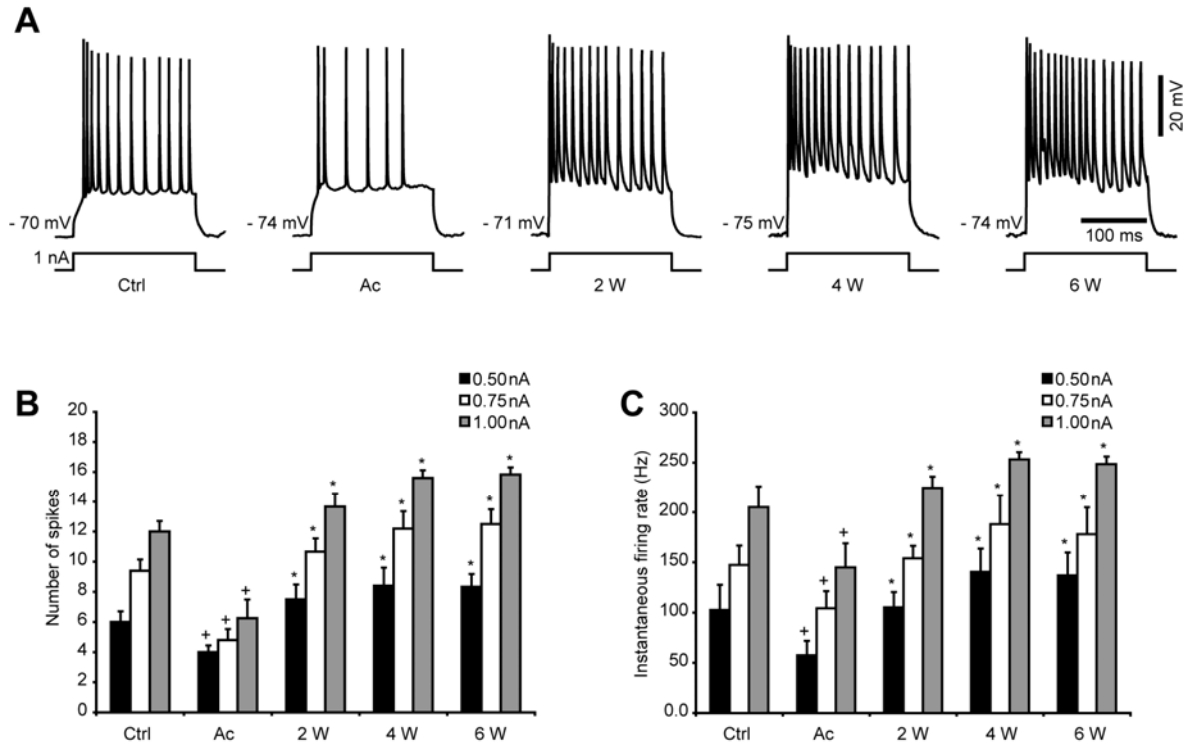 A
- 70 mV
- 74 mV
- 71 mV
- 75 mV
- 74 mV
20 mV
100 ms
1 nA
Ctrl
Ac
2 W
4 W
6 W
B
0.50nA
0.75nA
1.00nA
Number of spikes
20
18
16
14
12
10
8
6
4
2
0
+ + +
* * *
* * *
* * *
Ctrl
Ac
2 W
4 W
6 W
C
0.50nA
0.75nA
1.00nA
Instantaneous firing rate (Hz)
300
250
200
150
100
50
0.0
+ + +
* * *
* * *
* * *
Ctrl
Ac
2 W
4 W
6 W